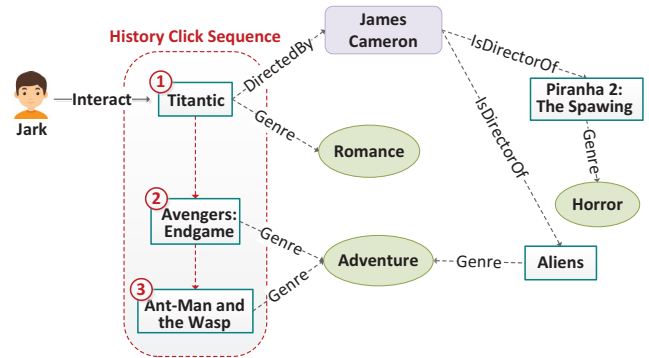 James
Cameron
History Click Sequence
DirectedBy
IsDirectorOf
1
Titantic
Piranha 2:
The Spawing
Interact
Jark
Genre
IsDirectorOf
Romance
Genre
2
Avengers:
Endgame
Horror
Genre
Adventure
Genre
Aliens
Genre
3
Ant-Man and
the Wasp